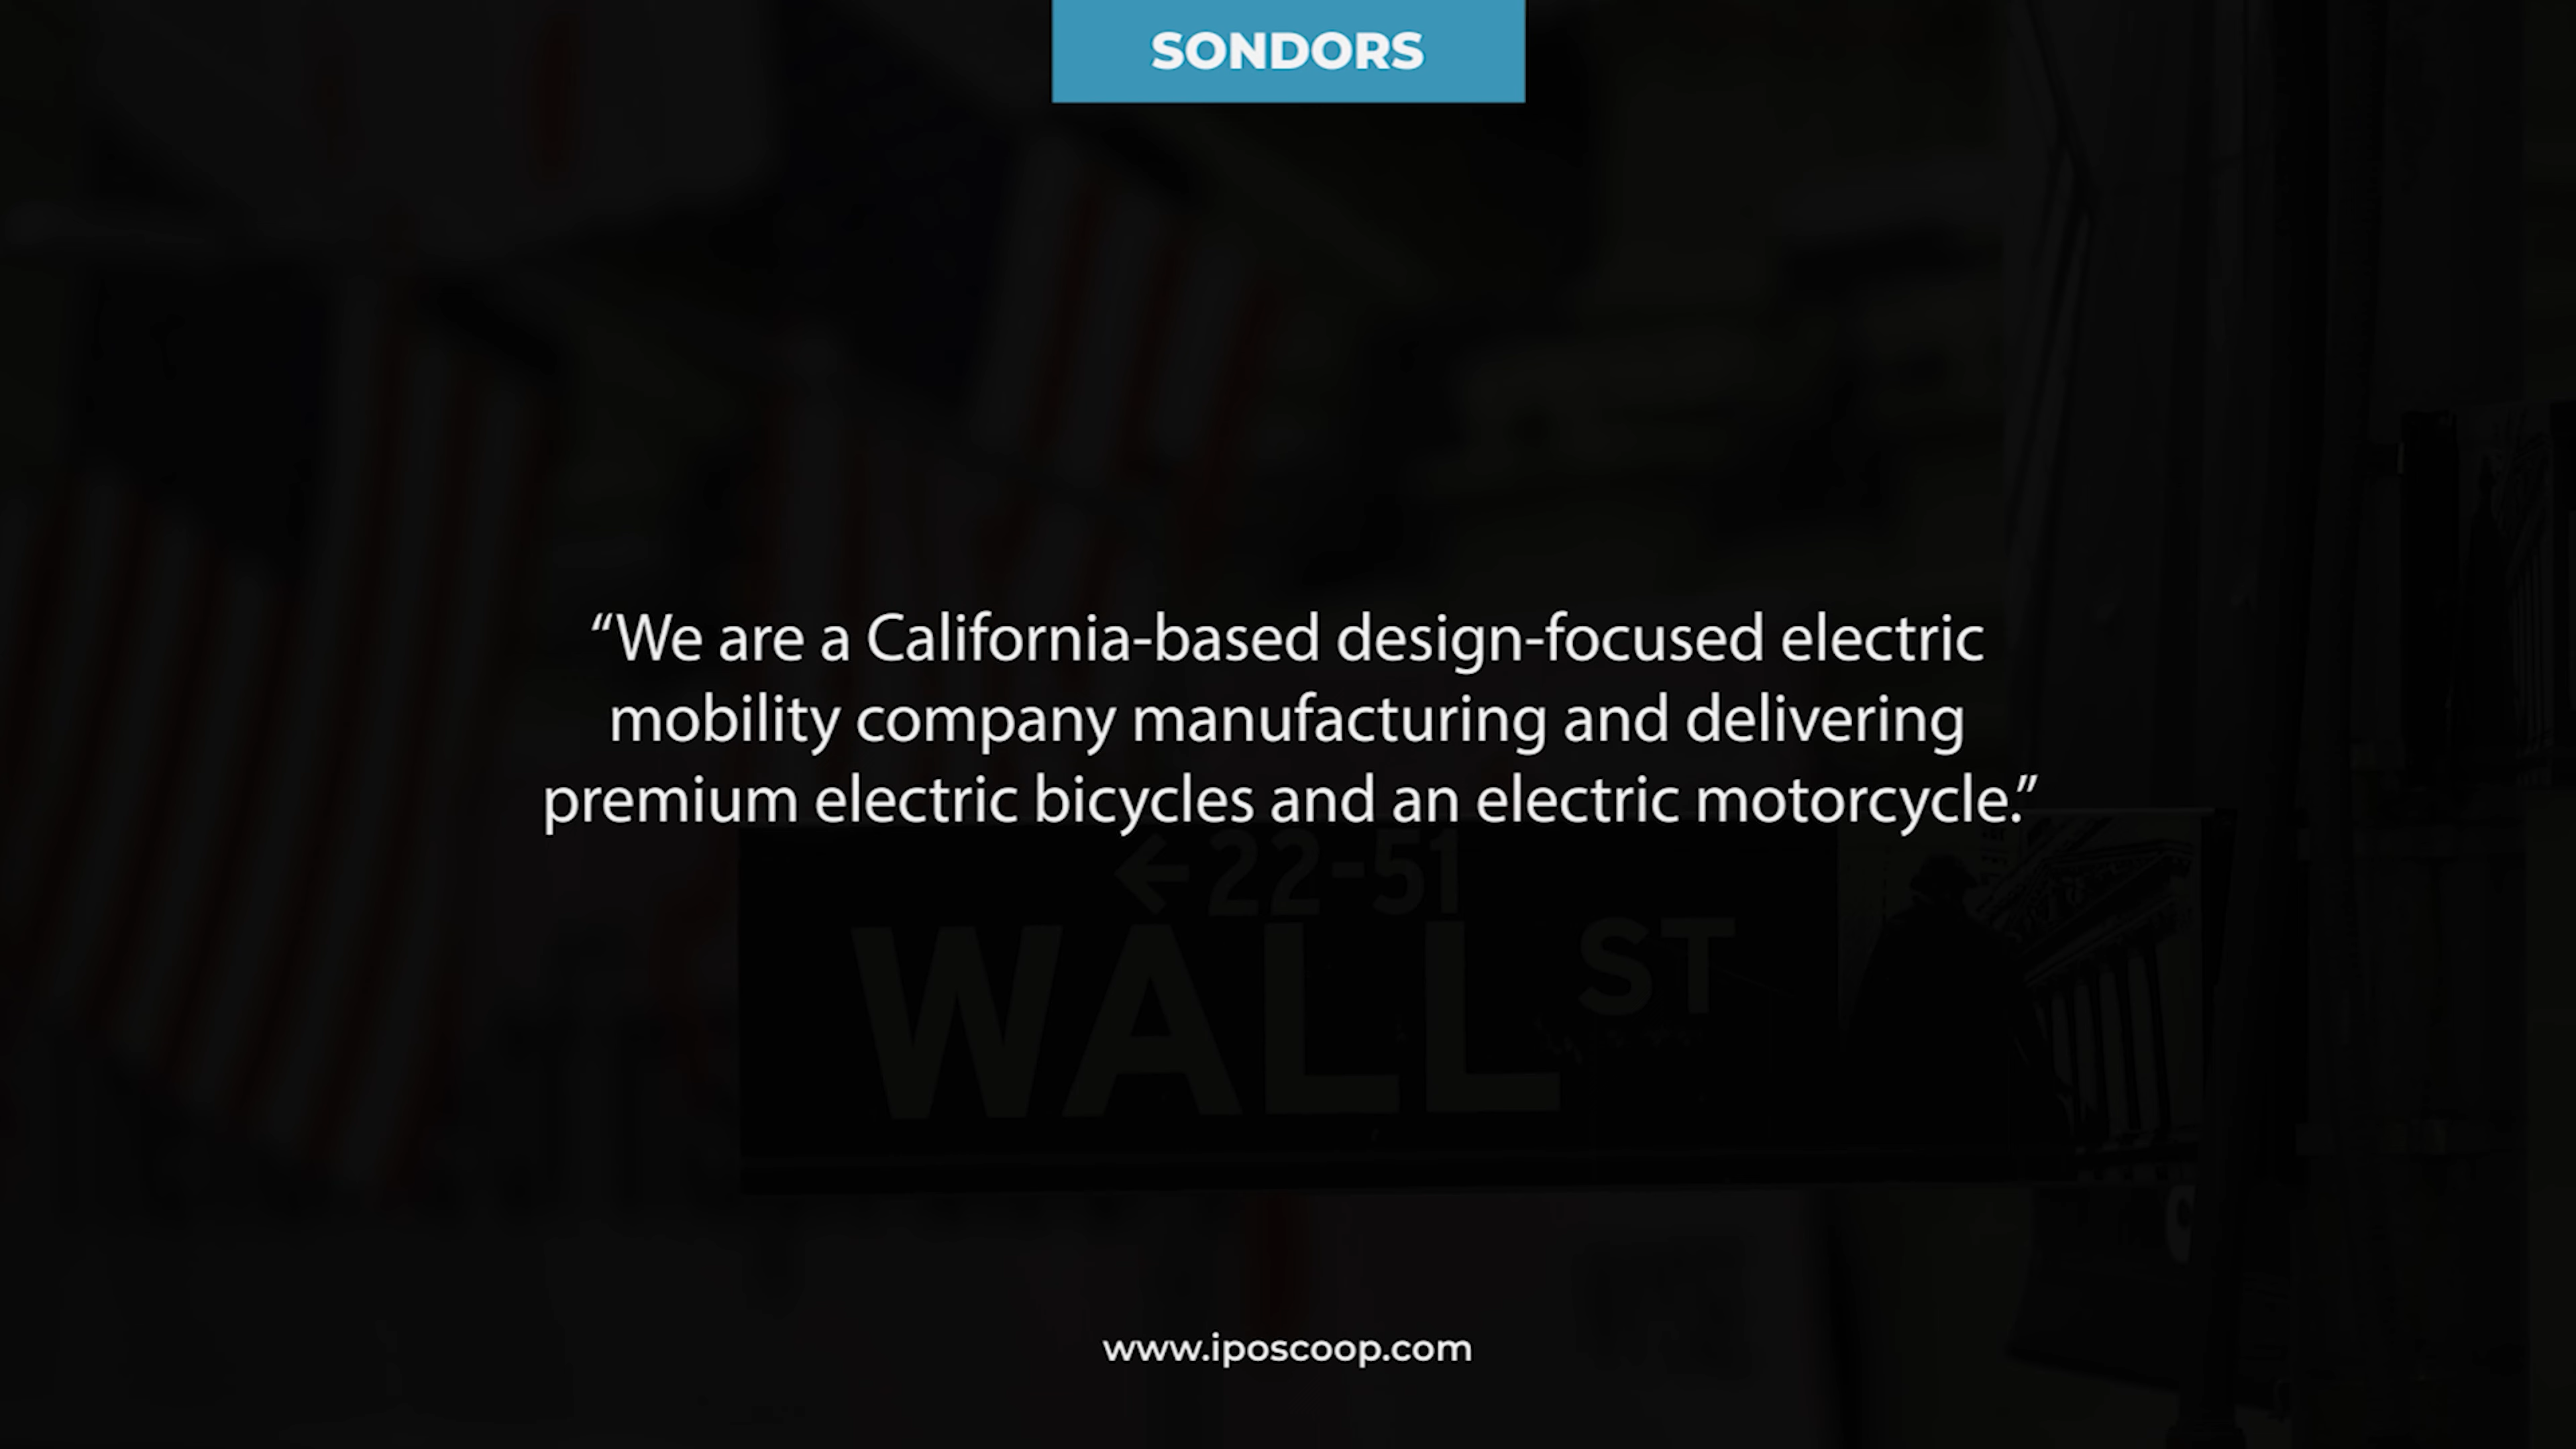 SONDORS
“We are a California-based design-focused electric
mobility company manufacturing and delivering
premium electric bicycles and an electric motorcycle.”
←22-51
WALL ST
www.iposcoop.com